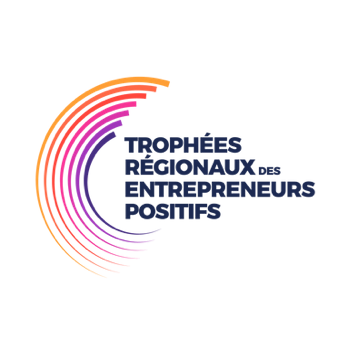 TROPHÉES
RÉGIONAUX DES
ENTREPRENEURS
POSITIFS